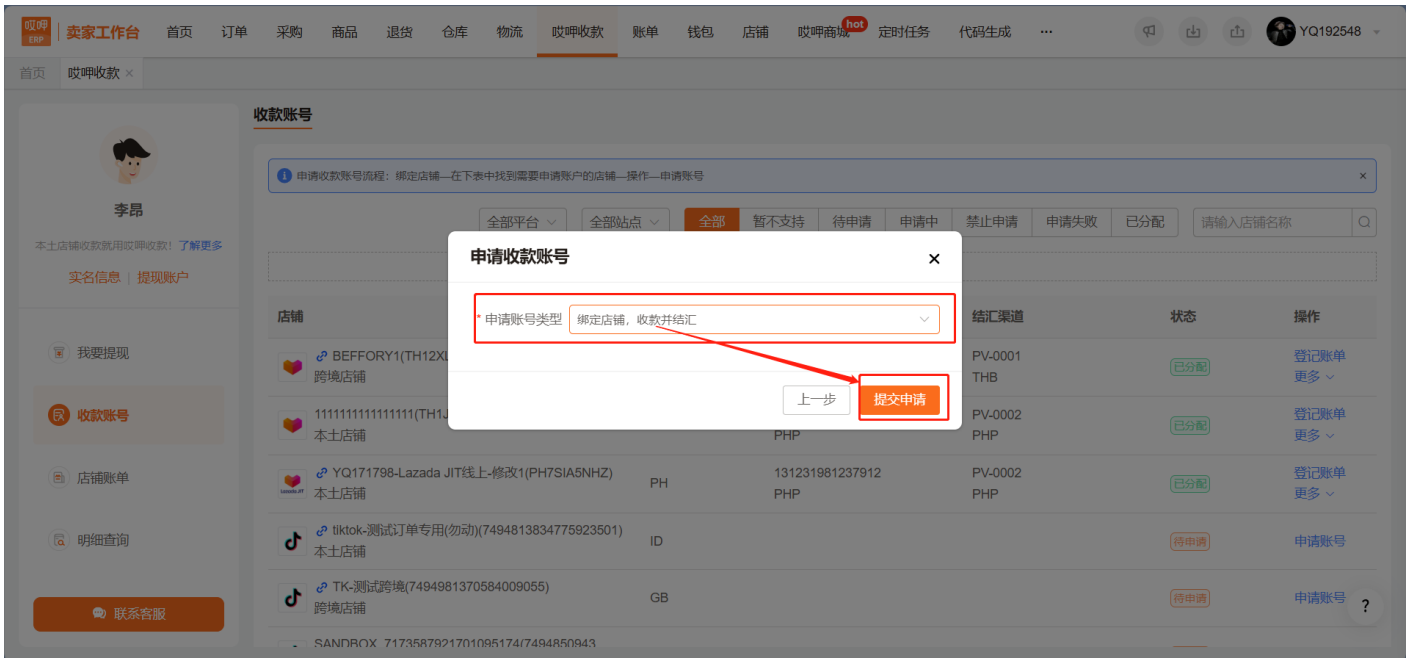 哎呷
ERP
卖家工作台 首页 订单 采购 商品 退货 仓库 物流 哎呷收款 账单 钱包 店铺 哎呷商城 hot 定时任务 代码生成 ··· YQ192548
首页 哎呷收款 ×
收款账号
申请收款账号流程：绑定店铺—在下表中找到需要申请账户的店铺—操作—申请账号 ×
李昂
本土店铺收款就用哎呷收款！了解更多
实名信息 | 提现账户
我要提现
收款账号
店铺账单
明细查询
联系客服
全部平台 全部站点 全部 暂不支持 待申请 申请中 禁止申请 申请失败 已分配 请输入店铺名称
申请收款账号 ×
* 申请账号类型 绑定店铺，收款并结汇
上一步 提交申请
店铺 结汇渠道 状态 操作
BEFFORY1(TH12XL PV-0001 已分配 登记账单
跨境店铺 THB 更多
1111111111111111(TH1J PV-0002 已分配 登记账单
本土店铺 PHP PHP 更多
YQ171798-Lazada JIT线上-修改1(PH7SIA5NHZ) PH 131231981237912 PV-0002 已分配 登记账单
本土店铺 PHP PHP 更多
tiktok-测试订单专用(勿动)(7494813834775923501) ID 待申请 申请账号
本土店铺
TK-测试跨境(7494981370584009055) GB 待申请 申请账号
跨境店铺
?
SANDBOX_7173587921701095174(7494850943